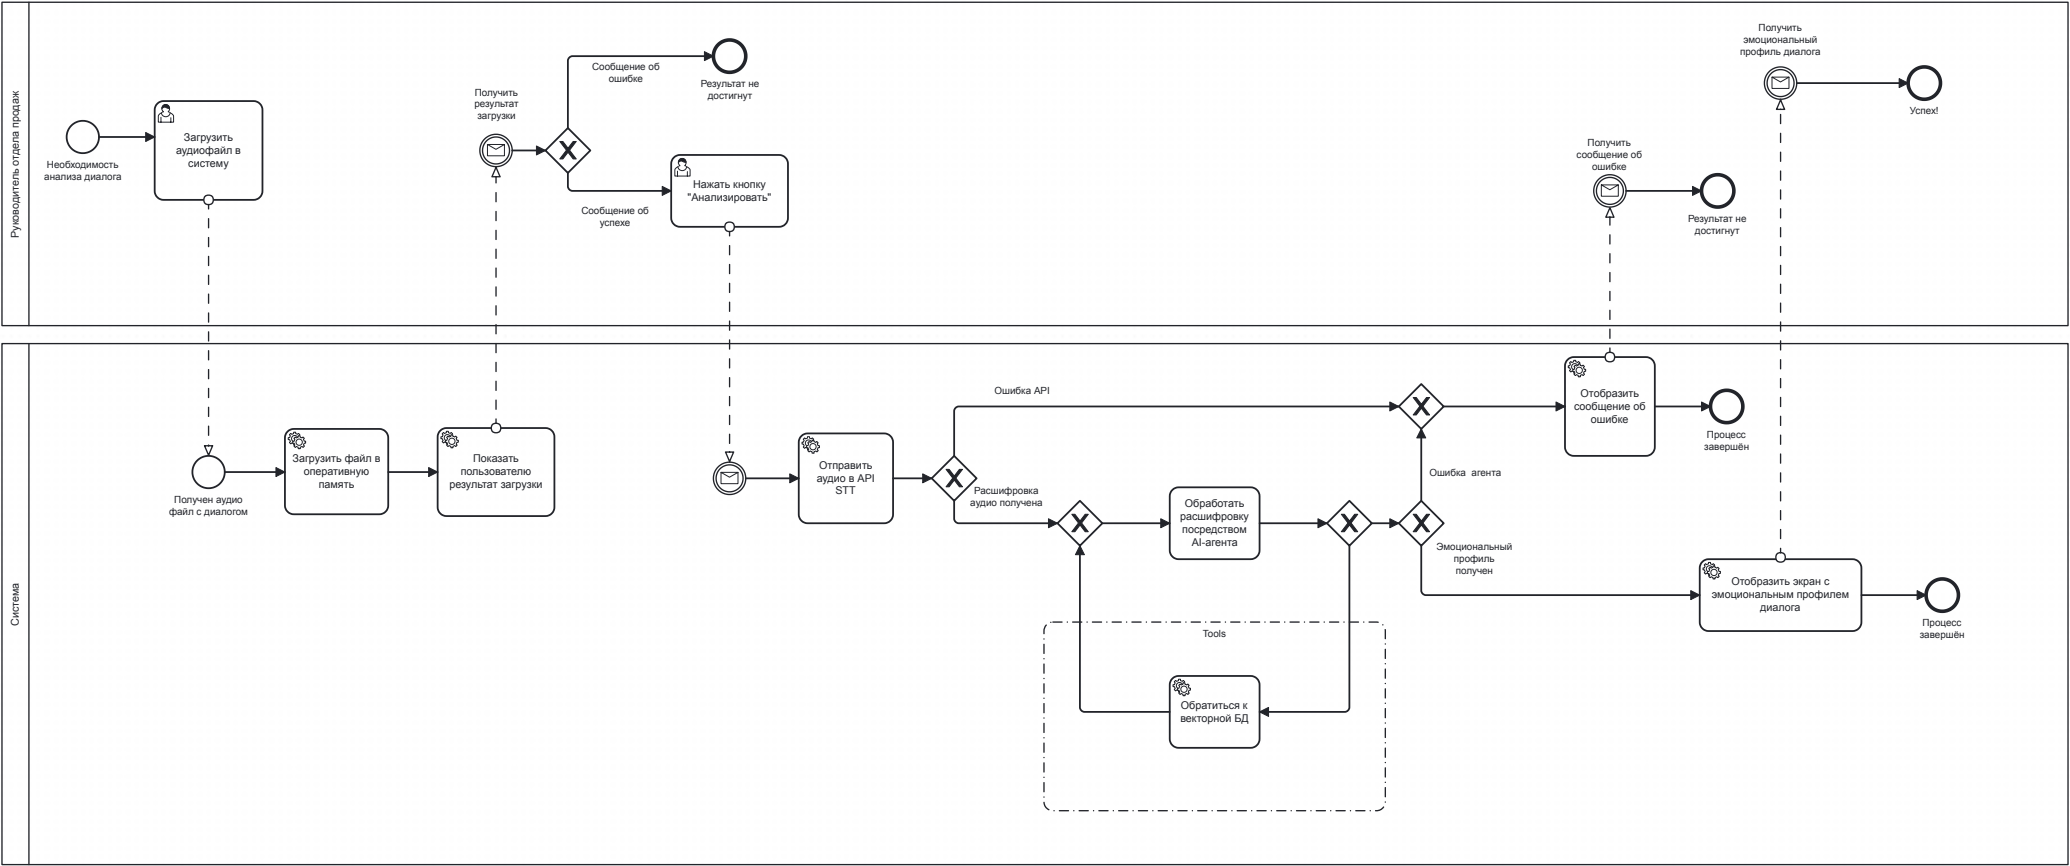 Руководитель отдела продаж
Необходимость
анализа диалога
Загрузить
аудиофайл в
систему
Получить
результат
загрузки
Сообщение об
ошибке
Результат не
достигнут
Сообщение об
успехе
Нажать кнопку
"Анализировать"
Получить
сообщение об
ошибке
Результат не
достигнут
Получить
эмоциональный
профиль диалога
Успех!
Система
Получен аудио
файл с диалогом
Загрузить файл в
оперативную
память
Показать
пользователю
результат загрузки
Отправить
аудио в API
STT
Ошибка API
Расшифровка
аудио получена
Обработать
расшифровку
посредством
AI-агента
Ошибка агента
Эмоциональный
профиль
получен
Отобразить
сообщение об
ошибке
Процесс
завершён
Отобразить экран с
эмоциональным профилем
диалога
Процесс
завершён
Tools
Обратиться к
векторной БД